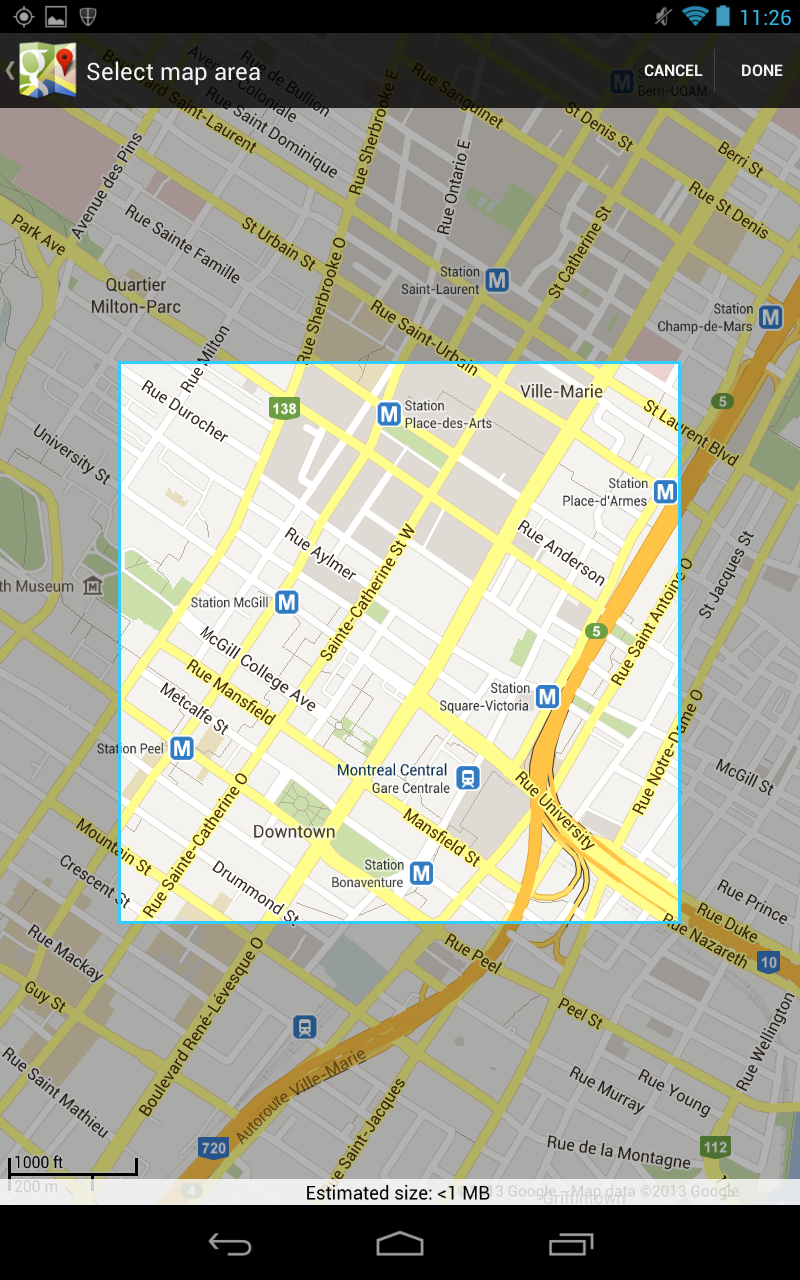 11:26
Select map area
CANCEL
DONE
Rue de Bullion
Avenue Coloniale
Boulevard Saint-Laurent
Rue Saint Dominique
Rue Sherbrooke E
Rue Sanguinet
Berri-UQAM
St Denis St
Berri St
Rue St Denis
Avenue des Pins
Rue Ontario E
Park Ave
Rue Sainte Famille
St Urbain St
St Catherine St
Quartier
Milton-Parc
Station
Saint-Laurent
Rue Sherbrooke O
Rue Saint-Urbain
Station
Champ-de-Mars
Rue Milton
Ville-Marie
Rue Durocher
138
Station
Place-des-Arts
5
St Laurent Blvd
University St
Station
Place-d'Armes
Rue Aylmer
Sainte-Catherine St W
Rue Anderson
St Jacques St
th Museum
Station McGill
5
Rue Saint Antoine O
McGill College Ave
Rue Mansfield
Metcalfe St
Station
Square-Victoria
Rue Notre-Dame O
Station Peel
Montreal Central
Gare Centrale
McGill St
Rue University
Downtown
Mansfield St
Mountain St
Rue Sainte-Catherine O
Station
Bonaventure
Crescent St
Drummond St
Rue Prince
Rue Duke
Rue Nazareth
Rue Mackay
Rue Peel
10
Guy St
Boulevard René-Lévesque O
Peel St
Rue Wellington
Rue Saint Mathieu
Autoroute Ville-Marie
Rue Murray
Rue Young
e Saint-Jacques
720
Rue de la Montagne
112
1000 ft
200 m
4
Estimated size: <1 MB
13 Google - Map data ©2013 Google
Griffintown